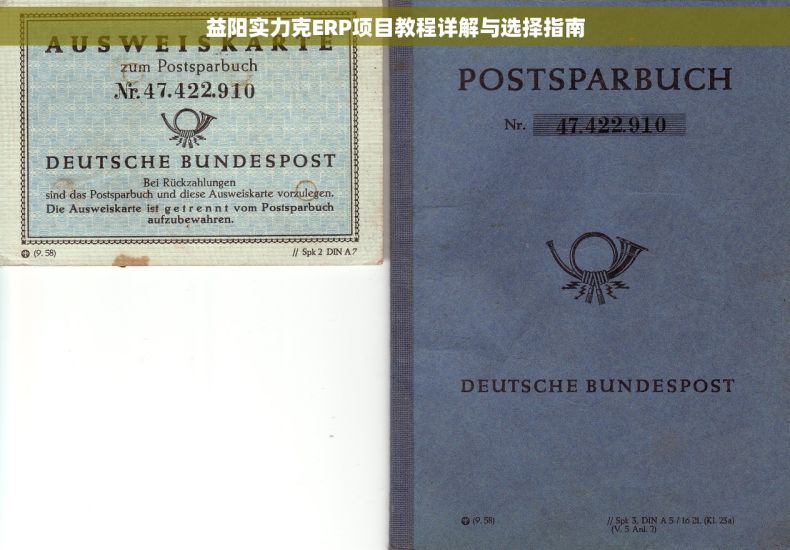 益阳实力克ERP项目教程详解与选择指南
AUSWEISKARTE
zum Postsparbuch
Nr. 47.422.910
DEUTSCHE BUNDESPOST
Bei Rückzahlungen
sind das Postsparbuch und diese Ausweiskarte vorzulegen.
Die Ausweiskarte ist getrennt vom Postsparbuch
aufzubewahren.
(9. 58)
// Spk 2 DIN A 7
POSTSPARBUCH
Nr. 47.422.910
DEUTSCHE BUNDESPOST
(9. 58)
// Spk 3, DIN A 5 / 16 Bl. (Kl. 23a)
(V. 5 Anl. 2)